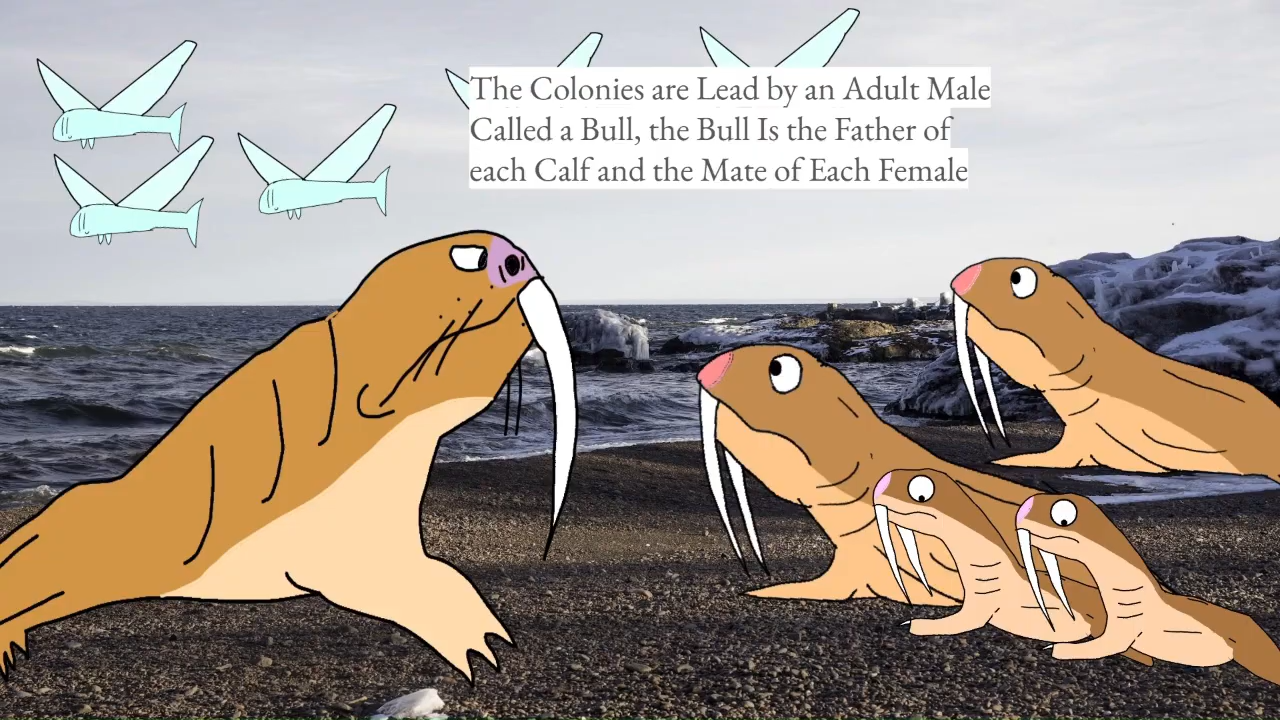 The Colonies are Lead by an Adult Male
Called a Bull, the Bull Is the Father of
each Calf and the Mate of Each Female